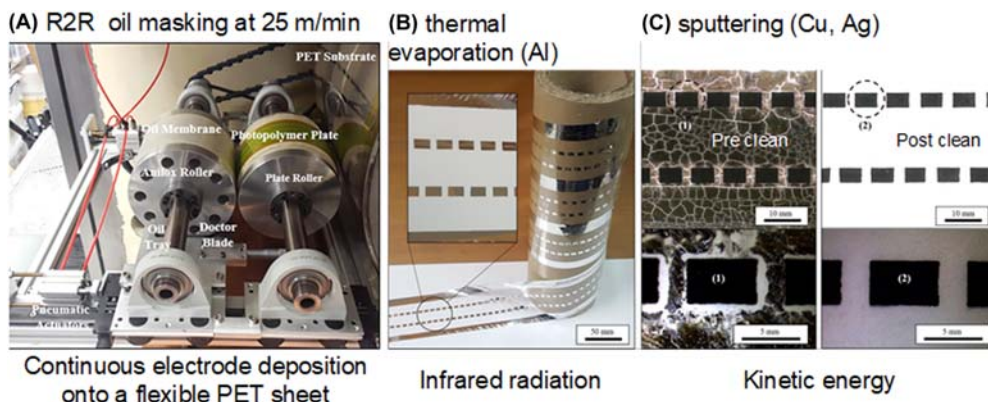 (A) R2R oil masking at 25 m/min
PET Substrate
Oil Membrane
Photopolymer Plate
Anilox Roller
Plate Roller
Oil
Tray
Doctor
Blade
Pneumatic
Actuators
Continuous electrode deposition
onto a flexible PET sheet
(B) thermal
evaporation (Al)
50 mm
Infrared radiation
(C) sputtering (Cu, Ag)
(1)
Pre clean
10 mm
(2)
Post clean
10 mm
(1)
5 mm
(2)
5 mm
Kinetic energy